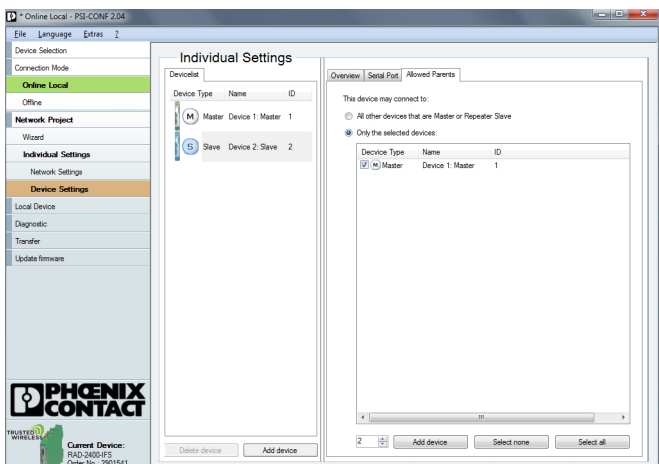 * Online Local - PSI-CONF 2.04
File Language Extras ?
Device Selection
Connection Mode
Online Local
Offline
Network Project
Wizard
Individual Settings
Network Settings
Device Settings
Local Device
Diagnostic
Transfer
Update firmware
PHŒNIX
CONTACT
TRUSTED
WIRELESS
Current Device:
RAD-2400-IFS
Order No.: 2901541
Individual Settings
Devicelist
Device Type Name ID
M Master Device 1: Master 1
S Slave Device 2: Slave 2
Delete device Add device
Overview Serial Port Allowed Parents
This device may connect to:
All other devices that are Master or Repeater Slave
Only the selected devices:
Decvice Type Name ID
M Master Device 1: Master 1
2 Add device Select none Select all